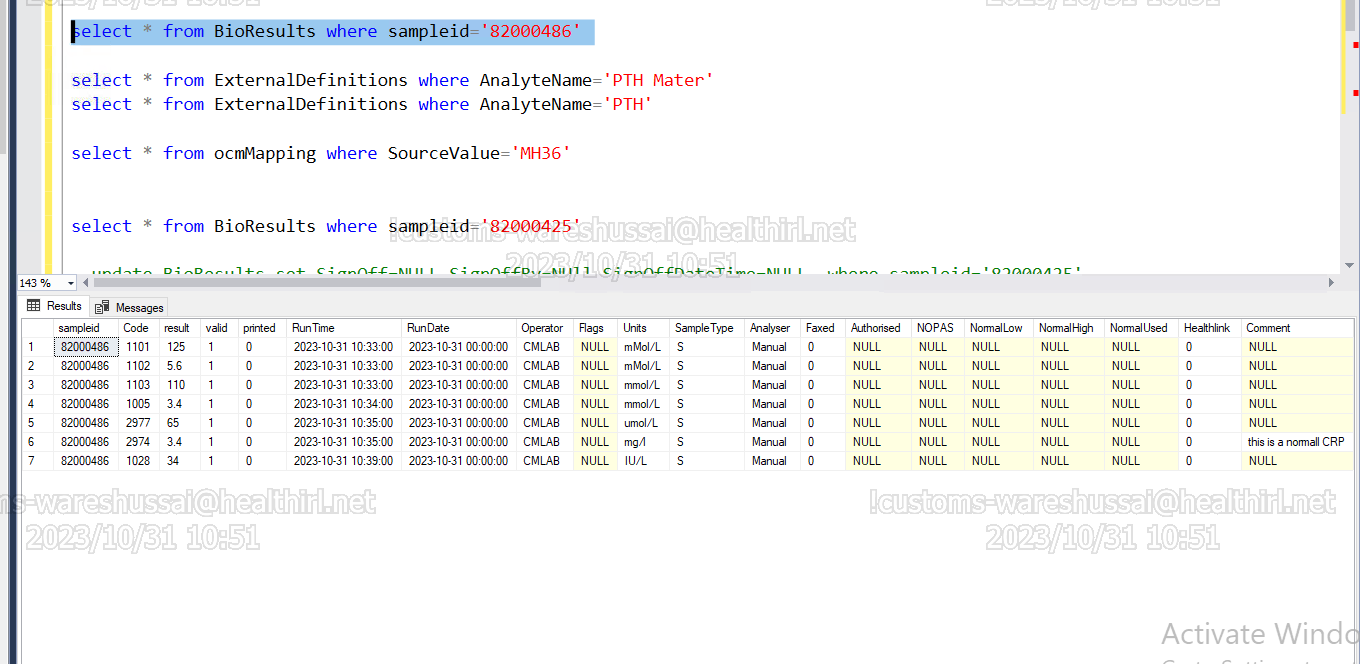 select * from BioResults where sampleid='82000486'
select * from ExternalDefinitions where AnalyteName='PTH Mater'
select * from ExternalDefinitions where AnalyteName='PTH'
select * from ocmMapping where SourceValue='MH36'
select * from BioResults where sampleid='82000425'
!customs-wareshussai@healthirl.net
2023/10/31 10:51
update BioResults set SignOff=NULL, SignOffBy=NUll,SignOffDateTime=NULL where sampleid='82000425'
143 %
Results Messages
sampleid Code result valid printed RunTime RunDate Operator Flags Units SampleType Analyser Faxed Authorised NOPAS NormalLow NormalHigh NormalUsed Healthlink Comment
1 82000486 1101 125 1 0 2023-10-31 10:33:00 2023-10-31 00:00:00 CMLAB NULL mMol/L S Manual 0 NULL NULL NULL NULL NULL 0 NULL
2 82000486 1102 5.6 1 0 2023-10-31 10:33:00 2023-10-31 00:00:00 CMLAB NULL mMol/L S Manual 0 NULL NULL NULL NULL NULL 0 NULL
3 82000486 1103 110 1 0 2023-10-31 10:33:00 2023-10-31 00:00:00 CMLAB NULL mmol/L S Manual 0 NULL NULL NULL NULL NULL 0 NULL
4 82000486 1005 3.4 1 0 2023-10-31 10:34:00 2023-10-31 00:00:00 CMLAB NULL mmol/L S Manual 0 NULL NULL NULL NULL NULL 0 NULL
5 82000486 2977 65 1 0 2023-10-31 10:35:00 2023-10-31 00:00:00 CMLAB NULL umol/L S Manual 0 NULL NULL NULL NULL NULL 0 NULL
6 82000486 2974 3.4 1 0 2023-10-31 10:35:00 2023-10-31 00:00:00 CMLAB NULL mg/l S Manual 0 NULL NULL NULL NULL NULL 0 this is a normall CRP
7 82000486 1028 34 1 0 2023-10-31 10:39:00 2023-10-31 00:00:00 CMLAB NULL IU/L S Manual 0 NULL NULL NULL NULL NULL 0 NULL
ms-wareshussai@healthirl.net !customs-wareshussai@healthirl.net
2023/10/31 10:51 2023/10/31 10:51
Activate Windo